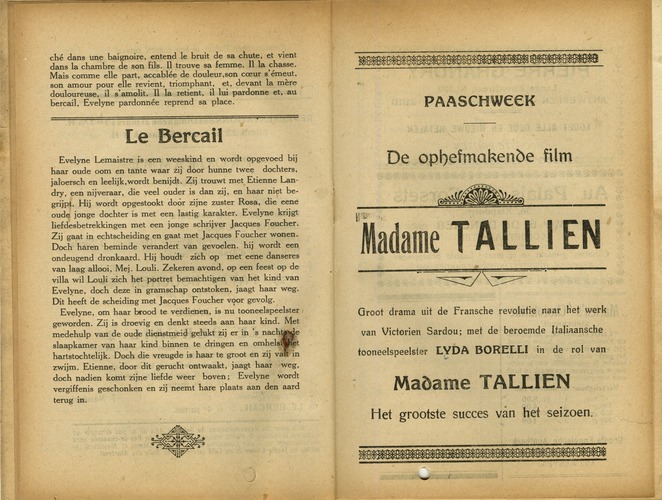 ché dans une baignoire, entend le bruit de sa chute, et vient
dans la chambre de son fils. Il trouve sa femme. Il la chasse.
Mais comme elle part, accablée de douleur,son cœur s'émeut,
son amour pour elle revient, triomphant, et, devant la mère
douloureuse, il s'amolit. Il la retient, il lui pardonne et, au
bercail, Evelyne pardonnée reprend sa place.
Le Bercail
Evelyne Lemaistre is een weeskind en wordt opgevoed bij
haar oude oom en tante waar zij door hunne twee dochters,
jaloersch en leelijk,wordt benijdt. Zij trouwt met Etienne Lan-
dry, een nijveraar, die veel ouder is dan zij, en haar niet be-
grijpt. Hij wordt opgestookt door zijne zuster Rosa, die eene
oude jonge dochter is met een lastig karakter. Evelyne krijgt
liefdesbetrekkingen met een jonge schrijver Jacques Foucher.
Zij gaat in echtscheiding en gaat met Jacques Foucher wonen.
Doch haren beminde verandert van gevoelen. hij wordt een
ondeugend dronkaard. Hij houdt zich op met eene danseres
van laag allooi, Mej. Louli. Zekeren avond, op een feest op de
villa wil Louli zich het portret bemachtigen van het kind van
Evelyne, doch deze in gramschap ontstoken, jaagt haar weg.
Dit heeft de scheiding met Jacques Foucher voor gevolg.
Evelyne, om haar brood te verdienen, is nu tooneelspeelster
geworden. Zij is droevig en denkt steeds aan haar kind. Met
medehulp van de oude dienstmeid gelukt zij er in 's nachts de
slaapkamer van haar kind binnen te dringen en omhelst het
hartstochtelijk. Doch die vreugde is haar te groot en zij valt in
zwijm. Etienne, door dit gerucht ontwaakt, jaagt haar weg,
doch nadien komt zijne liefde weer boven; Evelyne wordt
vergiffenis geschonken en zij neemt hare plaats aan den aard
terug in.
PAASCHWEEK
De ophefmakende film
Madame TALLIEN
Groot drama uit de Fransche revolutie naar het werk
van Victorien Sardou; met de beroemde Italiaansche
tooneelspeelster LYDA BORELLI in de rol van
Madame TALLIEN
Het grootste succes van het seizoen.